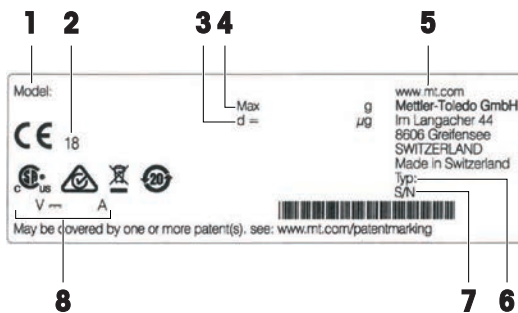 1 2 3 4 5
Model:
Max g
d = µg
www.mt.com
Mettler-Toledo GmbH
Im Langacher 44
8606 Greifensee
SWITZERLAND
Made in Switzerland
Typ:
S/N
CE 18
c SP us 20
V A
May be covered by one or more patent(s), see: www.mt.com/patentmarking
8 7 6